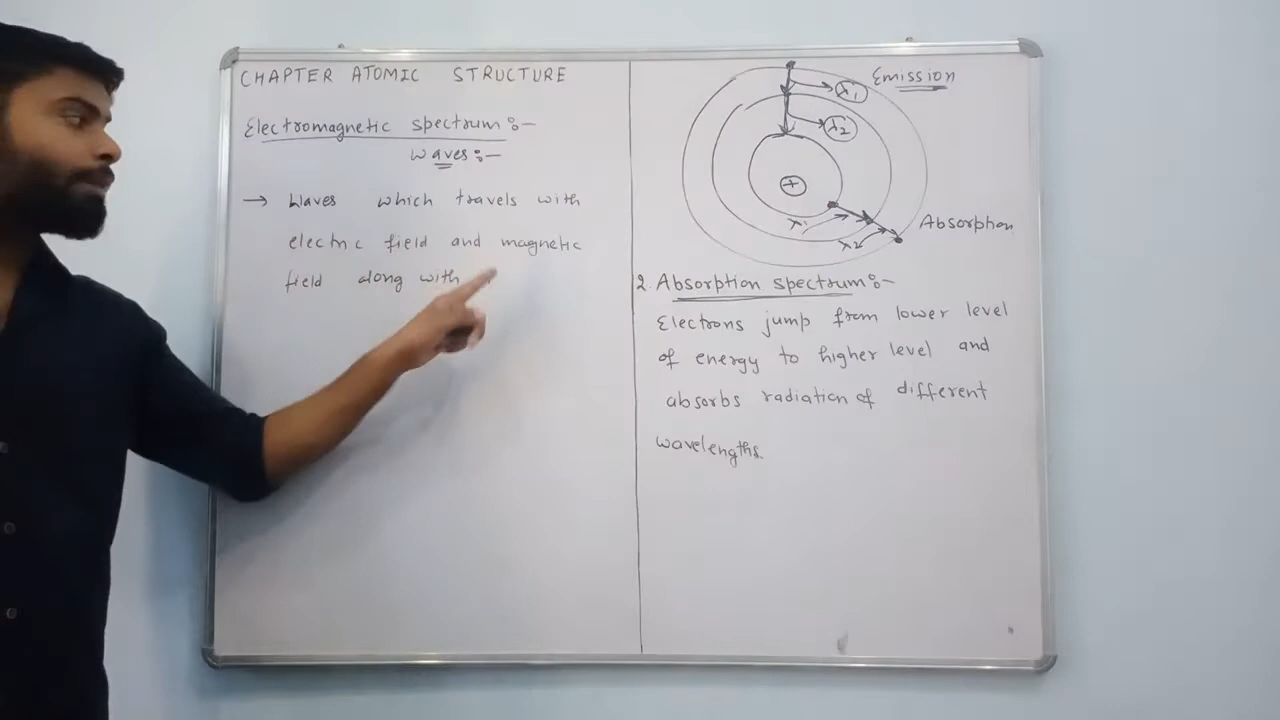 CHAPTER ATOMIC STRUCTURE
Electromagnetic spectrum :-
Waves :-
→ Waves which travels with
electric field and magnetic
field along with
Emission
λ1
λ2
+
λ1
λ2
Absorption
2. Absorption spectrum :-
Electrons jump from lower level
of energy to higher level and
absorbs radiation of different
wavelengths.